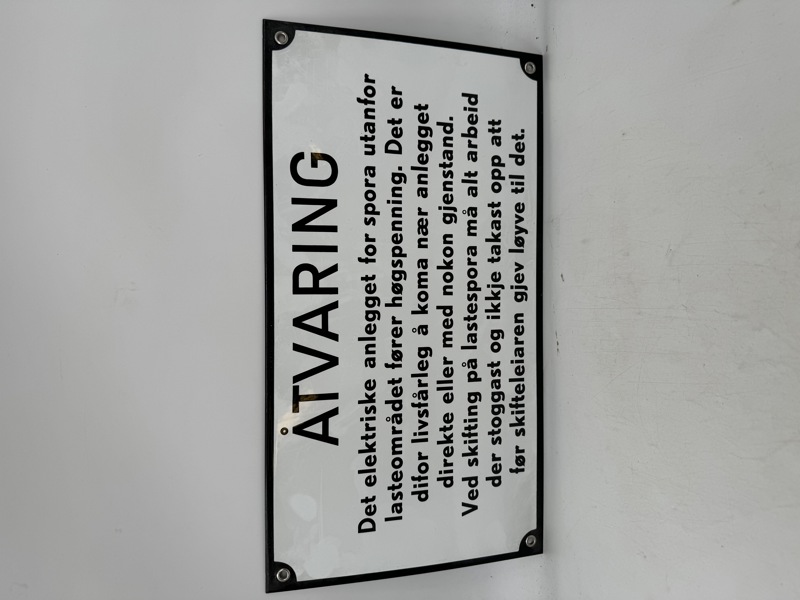 ÅTVARING
Det elektriske anlegget for spora utanfor
lasteområdet fører høgspenning. Det er
difor livsfårleg å koma nær anlegget
direkte eller med nokon gjenstand.
Ved skifting på lastespora må alt arbeid
der stoggast og ikkje takast opp att
før skifteleiaren gjev løyve til det.